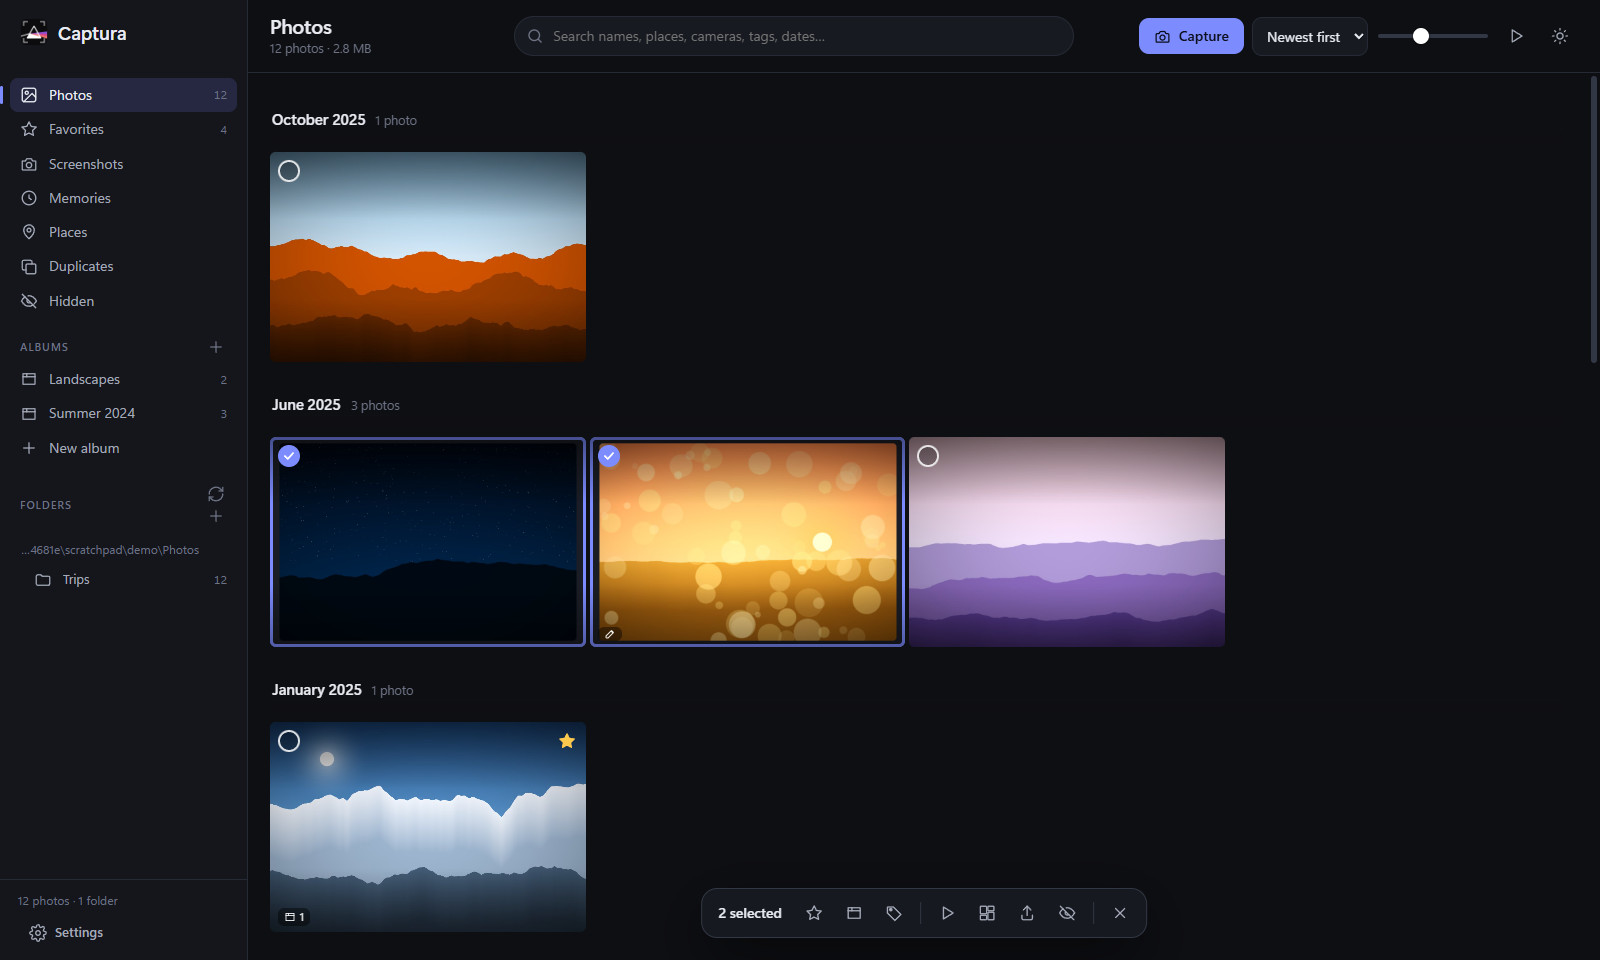 Captura
Photos 12
Favorites 4
Screenshots
Memories
Places
Duplicates
Hidden
ALBUMS
Landscapes 2
Summer 2024 3
New album
FOLDERS
...4681e\scratchpad\demo\Photos
Trips 12
12 photos · 1 folder
Settings
Photos
12 photos · 2.8 MB
Search names, places, cameras, tags, dates...
Capture
Newest first
October 2025 1 photo
June 2025 3 photos
January 2025 1 photo
1
2 selected